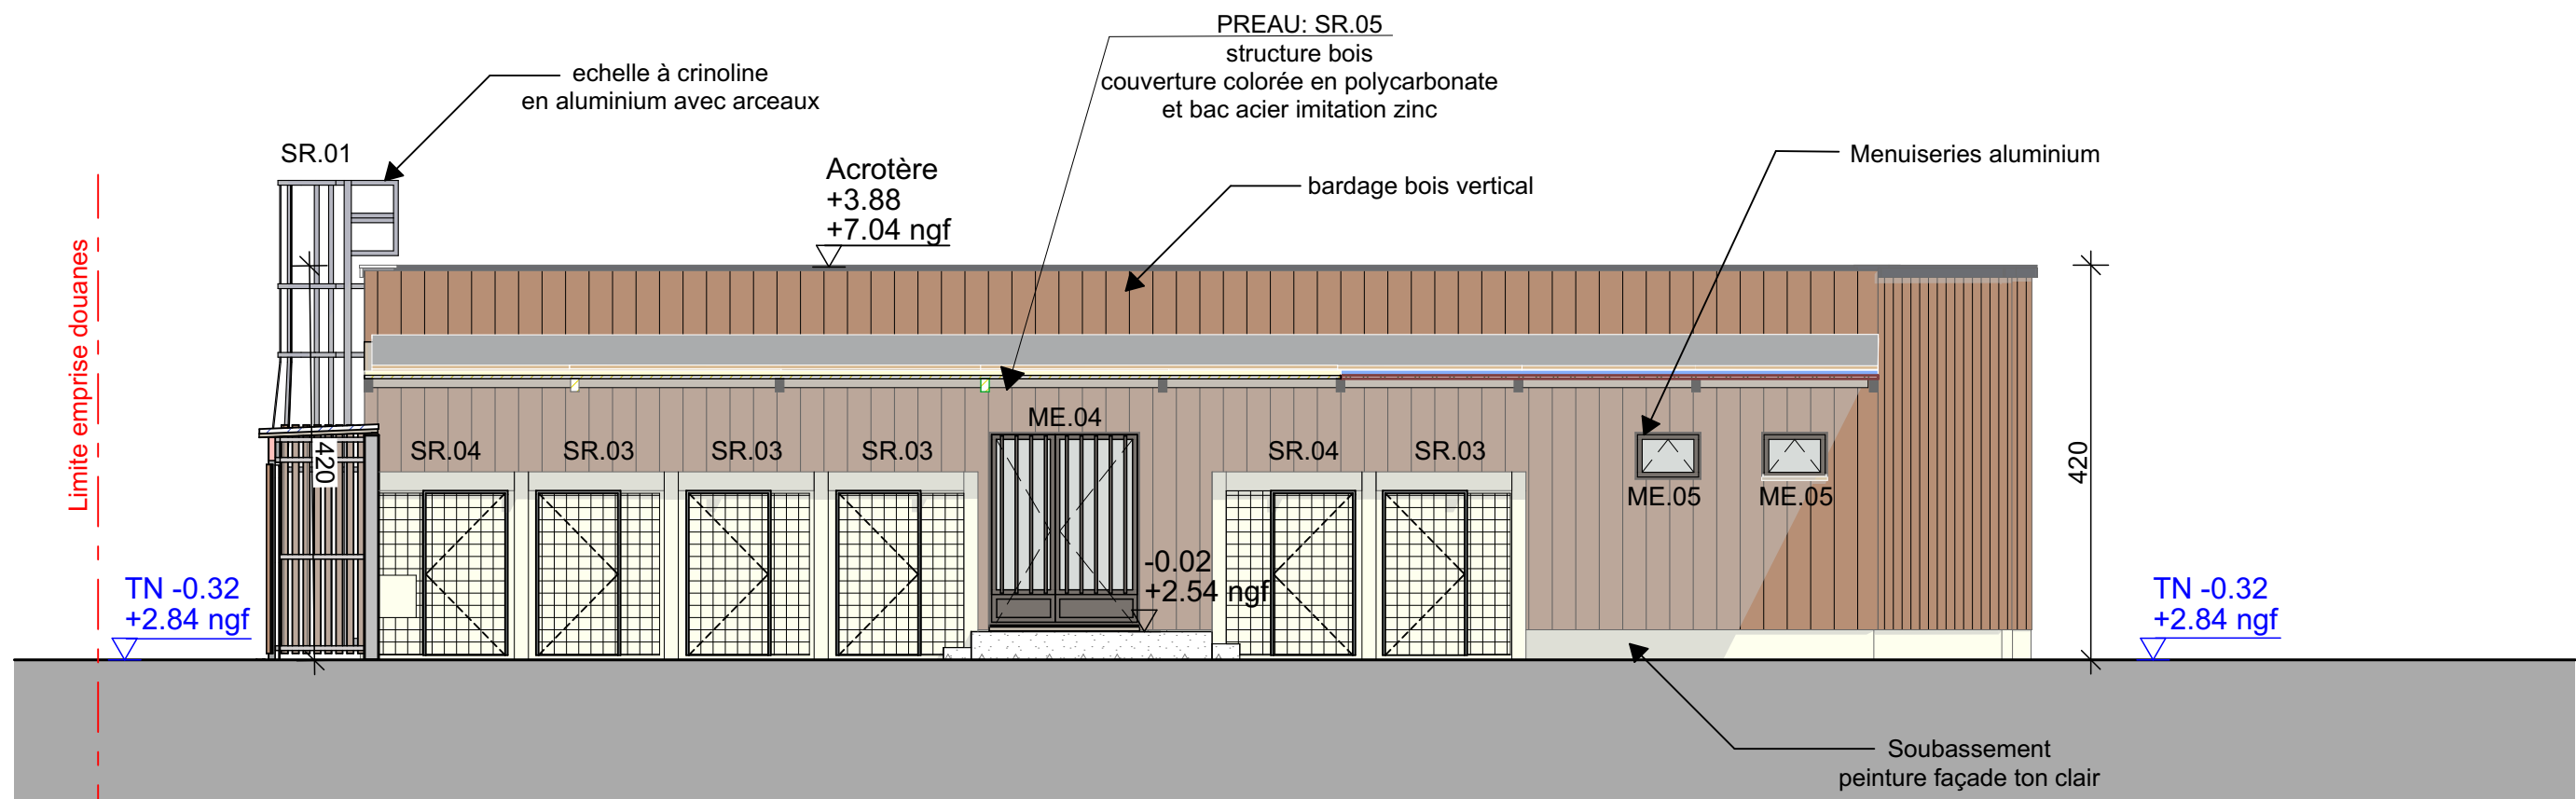 PREAU: SR.05
structure bois
couverture colorée en polycarbonate
et bac acier imitation zinc
echelle à crinoline
en aluminium avec arceaux
SR.01
Menuiseries aluminium
Acrotère
+3.88
+7.04 ngf
bardage bois vertical
Limite emprise douanes
420
420
ME.04
SR.04
SR.03
SR.03
SR.03
SR.04
SR.03
ME.05
ME.05
-0.02
+2.54 ngf
TN -0.32
+2.84 ngf
TN -0.32
+2.84 ngf
Soubassement
peinture façade ton clair